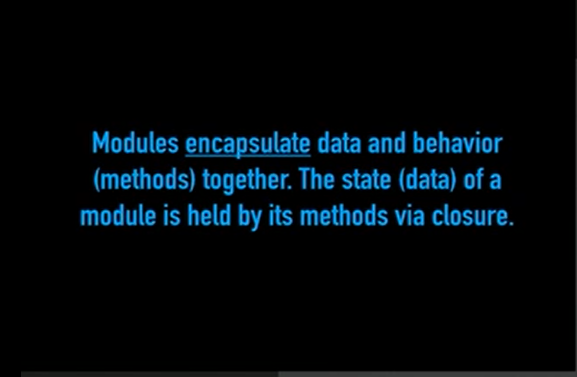 Modules encapsulate data and behavior
(methods) together. The state (data) of a
module is held by its methods via closure.